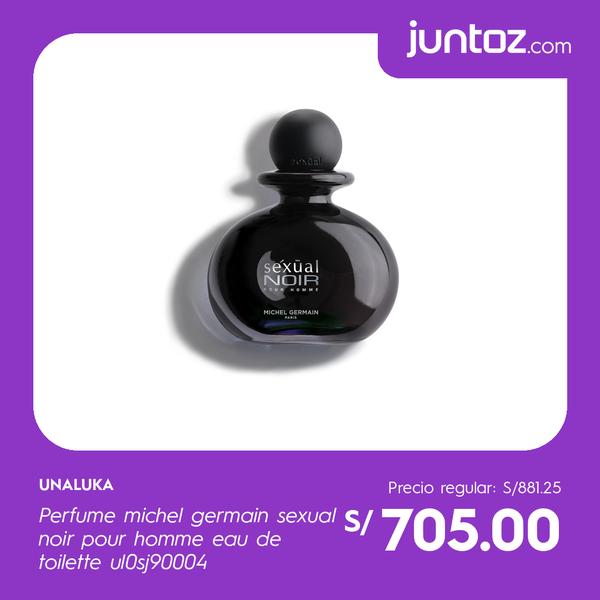 juntoz.com
sexūal
séxūal
NOIR
POUR HOMME
MICHEL GERMAIN
PARIS
UNALUKA
Perfume michel germain sexual
noir pour homme eau de
toilette ul0sj90004
Precio regular: S/881.25
S/ 705.00